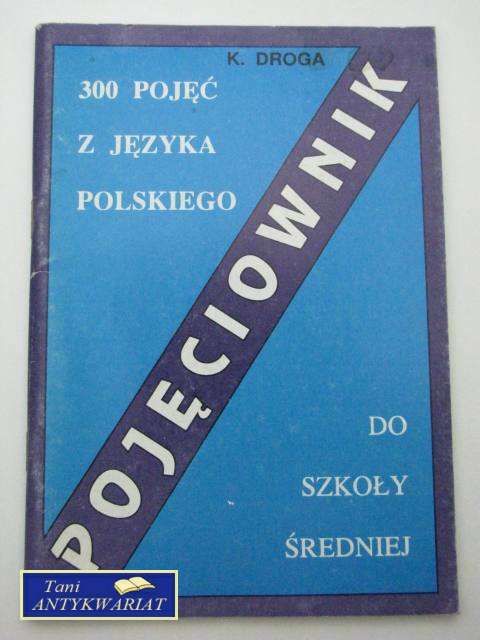 K. DROGA
300 POJĘĆ
Z JĘZYKA
POLSKIEGO
POJĘCIOWNIK
DO
SZKOŁY
ŚREDNIEJ
Tani
ANTYKWARIAT